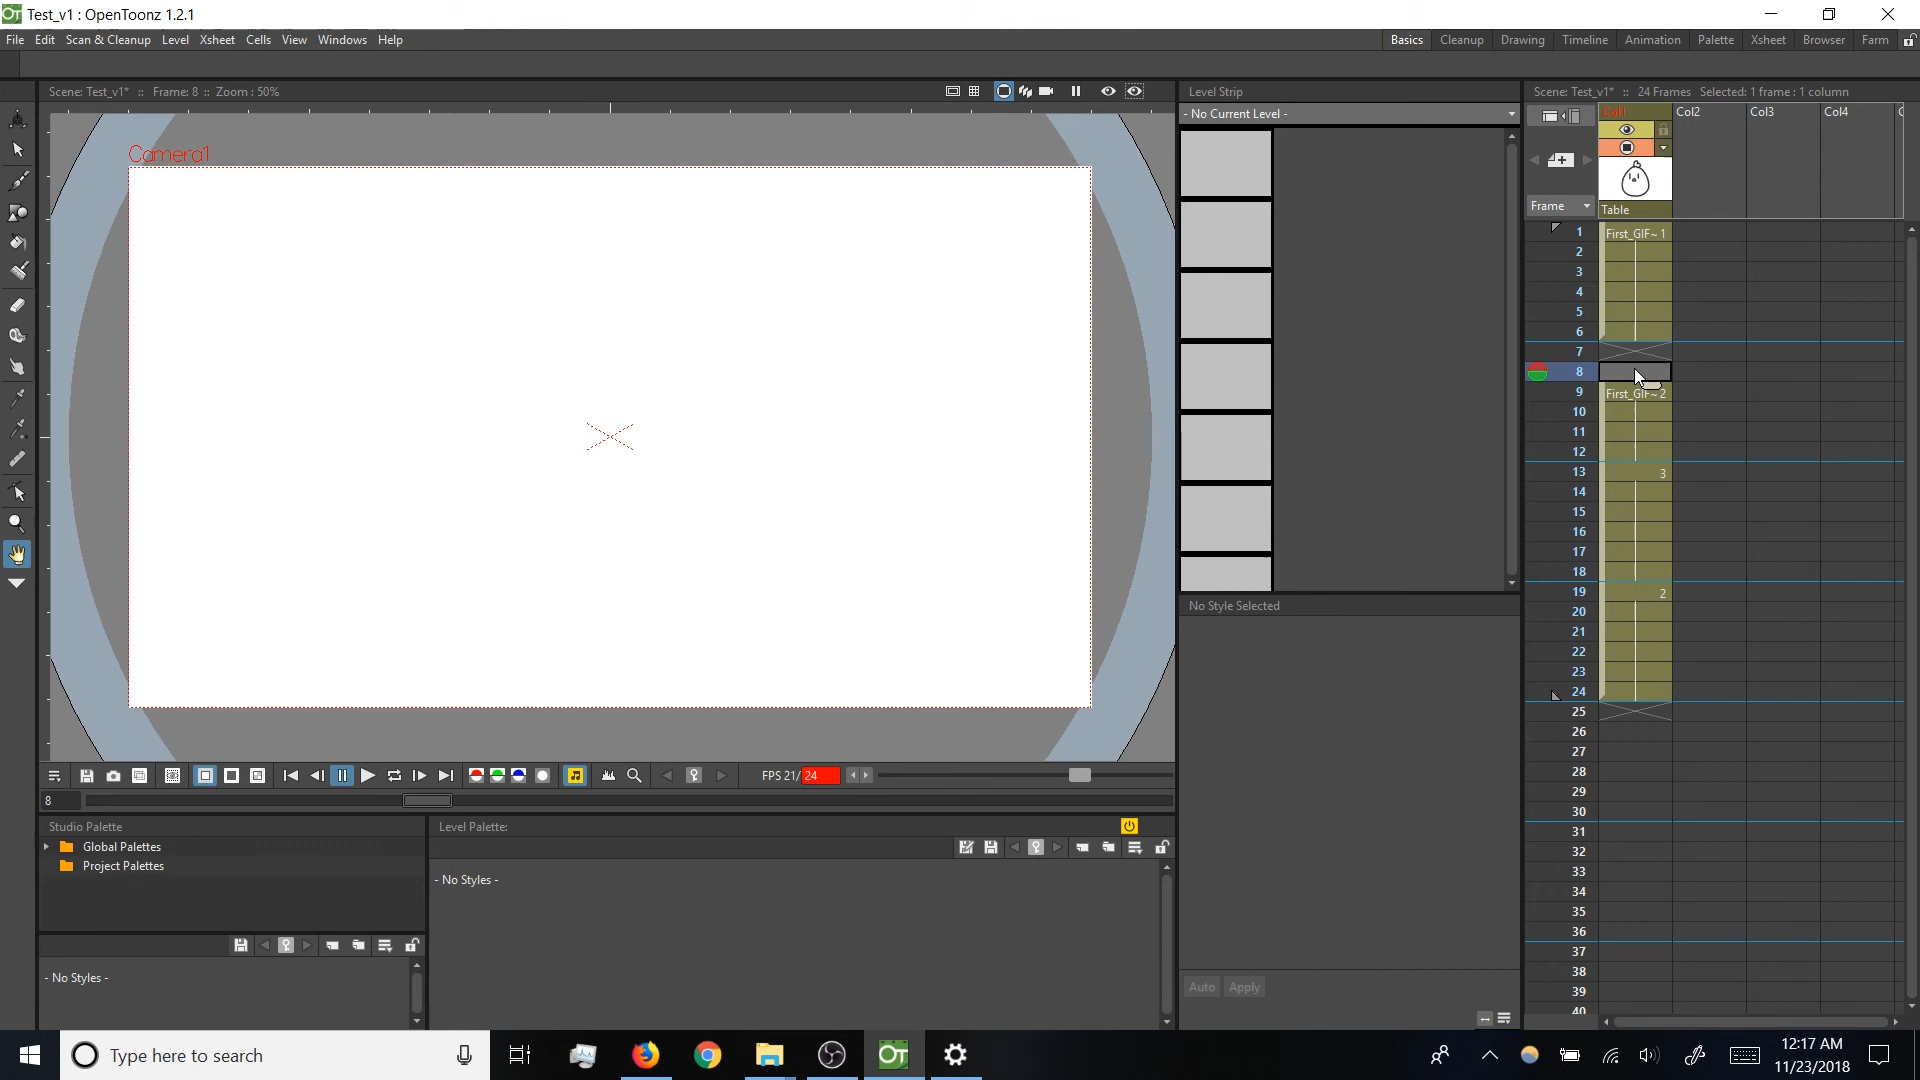 Test_v1 : OpenToonz 1.2.1
File Edit Scan & Cleanup Level Xsheet Cells View Windows Help
Basics Cleanup Drawing Timeline Animation Palette Xsheet Browser Farm
Scene: Test_v1* :: Frame: 8 :: Zoom : 50%
Level Strip
Scene: Test_v1* :: 24 Frames Selected: 1 frame : 1 column
- No Current Level -
Col1 Col2 Col3 Col4
Camera1
Frame
Table
1 First_GIF~ 1
2
3
4
5
6
7
8
9 First_GIF~ 2
10
11
12
13 3
14
15
16
17
18
19 2
20
21
22
23
24
25
26
27
28
29
30
31
32
33
34
35
36
37
38
39
40
No Style Selected
FPS 21/24
8
Studio Palette
Global Palettes
Project Palettes
- No Styles -
Level Palette:
- No Styles -
Auto Apply
Type here to search
OT
12:17 AM
11/23/2018